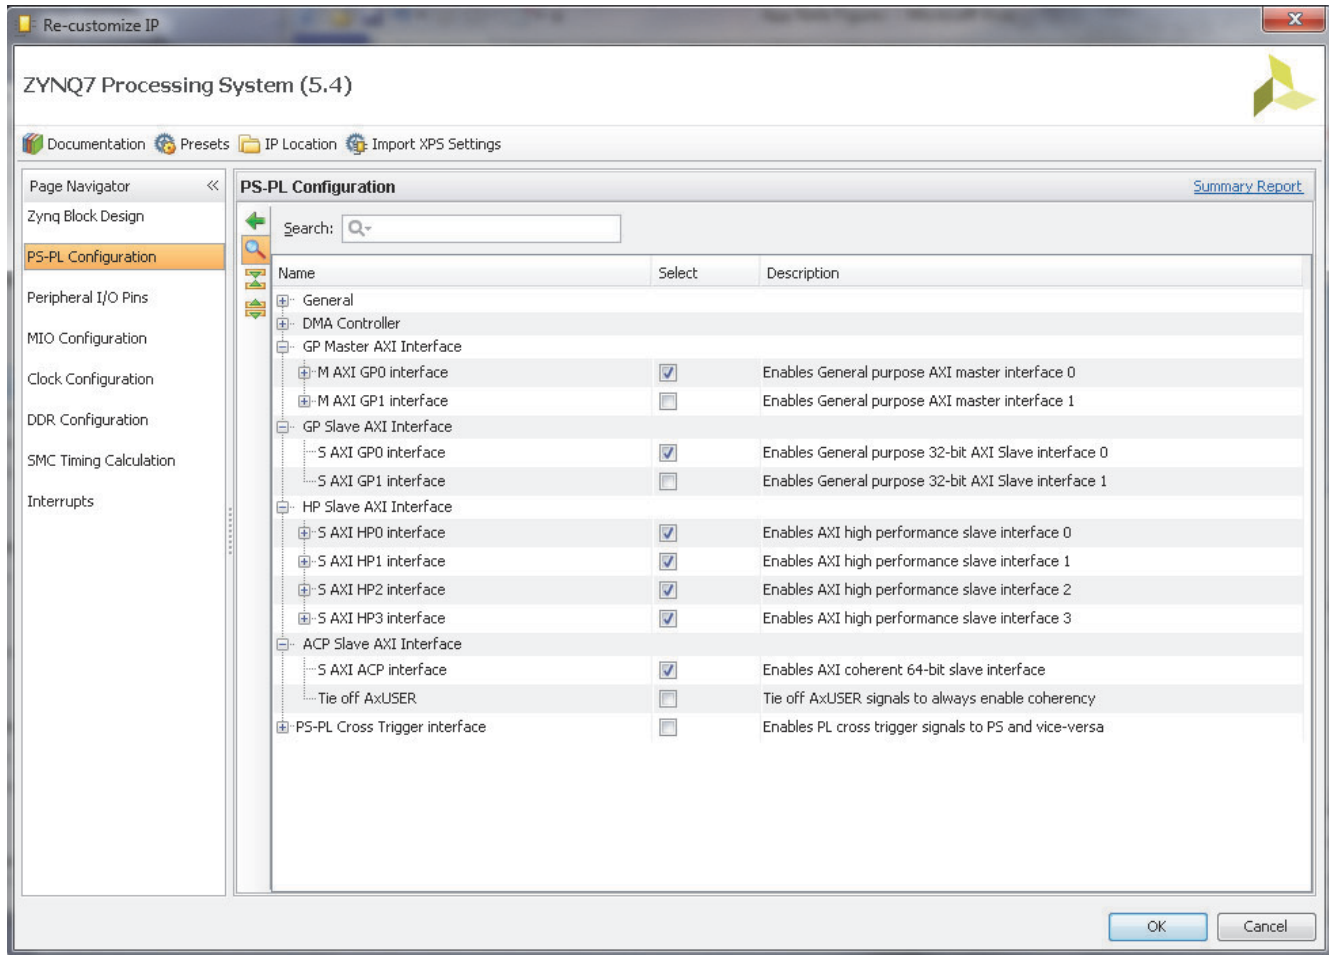 Re-customize IP
ZYNQ7 Processing System (5.4)
Documentation Presets IP Location Import XPS Settings
Page Navigator
Zynq Block Design
PS-PL Configuration
Peripheral I/O Pins
MIO Configuration
Clock Configuration
DDR Configuration
SMC Timing Calculation
Interrupts
PS-PL Configuration Summary Report
Search:
Name Select Description
General
DMA Controller
GP Master AXI Interface
M AXI GP0 interface Enables General purpose AXI master interface 0
M AXI GP1 interface Enables General purpose AXI master interface 1
GP Slave AXI Interface
S AXI GP0 interface Enables General purpose 32-bit AXI Slave interface 0
S AXI GP1 interface Enables General purpose 32-bit AXI Slave interface 1
HP Slave AXI Interface
S AXI HP0 interface Enables AXI high performance slave interface 0
S AXI HP1 interface Enables AXI high performance slave interface 1
S AXI HP2 interface Enables AXI high performance slave interface 2
S AXI HP3 interface Enables AXI high performance slave interface 3
ACP Slave AXI Interface
S AXI ACP interface Enables AXI coherent 64-bit slave interface
Tie off AxUSER Tie off AxUSER signals to always enable coherency
PS-PL Cross Trigger interface Enables PL cross trigger signals to PS and vice-versa
OK Cancel